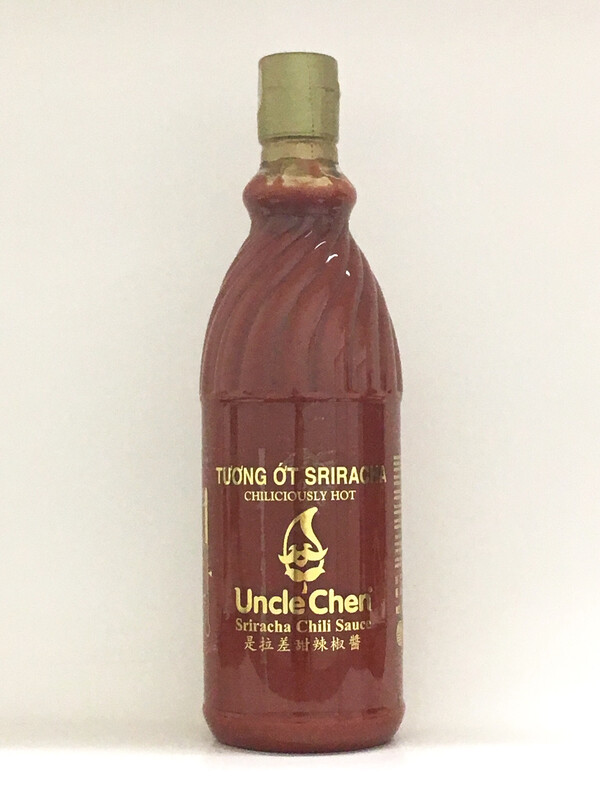 TƯƠNG ỚT SRIRACHA
CHILICIOUSLY HOT
Uncle Chen
Sriracha Chili Sauce
是拉差甜辣椒醬